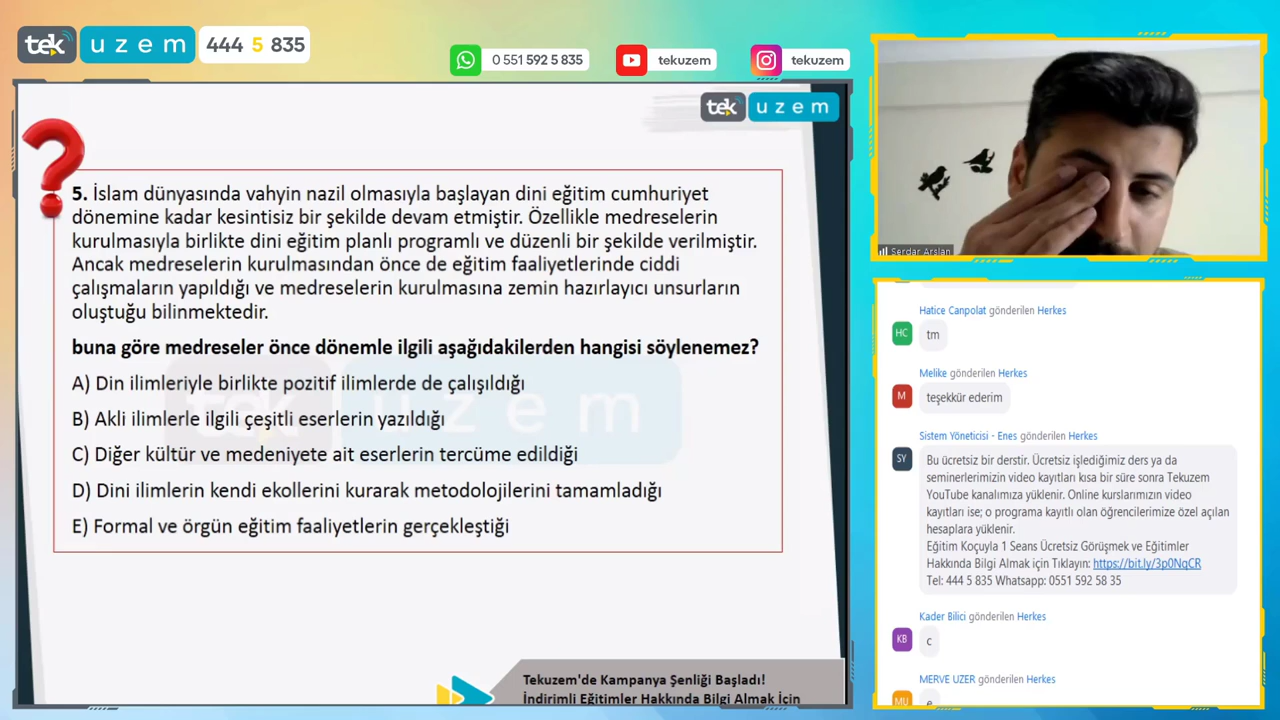 tek uzem 444 5 835
0 551 592 5 835
tekuzem
tekuzem
tek uzem
5. İslam dünyasında vahyin nazil olmasıyla başlayan dini eğitim cumhuriyet
dönemine kadar kesintisiz bir şekilde devam etmiştir. Özellikle medreselerin
kurulmasıyla birlikte dini eğitim planlı programlı ve düzenli bir şekilde verilmiştir.
Ancak medreselerin kurulmasından önce de eğitim faaliyetlerinde ciddi
çalışmaların yapıldığı ve medreselerin kurulmasına zemin hazırlayıcı unsurların
oluştuğu bilinmektedir.
buna göre medreseler önce dönemle ilgili aşağıdakilerden hangisi söylenemez?
A) Din ilimleriyle birlikte pozitif ilimlerde de çalışıldığı
B) Akli ilimlerle ilgili çeşitli eserlerin yazıldığı
C) Diğer kültür ve medeniyete ait eserlerin tercüme edildiği
D) Dini ilimlerin kendi ekollerini kurarak metodolojilerini tamamladığı
E) Formal ve örgün eğitim faaliyetlerin gerçekleştiği
tek uzem
Tekuzem'de Kampanya Şenliği Başladı!
İndirimli Eğitimler Hakkında Bilgi Almak İçin
Serdar Arslan
Hatice Canpolat gönderilen Herkes
HC tm
Melike gönderilen Herkes
M teşekkür ederim
Sistem Yöneticisi - Enes gönderilen Herkes
SY Bu ücretsiz bir derstir. Ücretsiz işlediğimiz ders ya da
seminerlerimizin video kayıtları kısa bir süre sonra Tekuzem
YouTube kanalımıza yüklenir. Online kurslarımızın video
kayıtları ise; o programa kayıtlı olan öğrencilerimize özel açılan
hesaplara yüklenir.
Eğitim Koçuyla 1 Seans Ücretsiz Görüşmek ve Eğitimler
Hakkında Bilgi Almak için Tıklayın: https://bit.ly/3p0NqCR
Tel: 444 5 835 Whatsapp: 0551 592 58 35
Kader Bilici gönderilen Herkes
KB c
MERVE UZER gönderilen Herkes
MU e